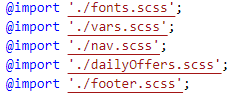 @import './fonts.scss';
@import './vars.scss';
@import './nav.scss';
@import './dailyOffers.scss';
@import './footer.scss';